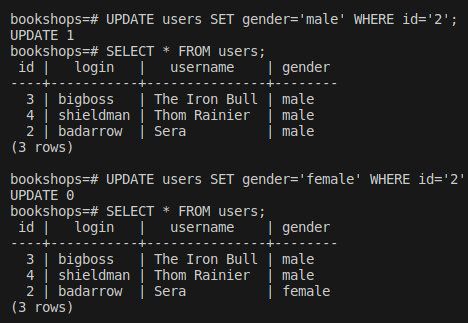 bookshops=# UPDATE users SET gender='male' WHERE id='2';
UPDATE 1
bookshops=# SELECT * FROM users;
 id |   login   |   username    | gender
----+-----------+---------------+--------
  3 | bigboss   | The Iron Bull | male
  4 | shieldman | Thom Rainier  | male
  2 | badarrow  | Sera          | male
(3 rows)

bookshops=# UPDATE users SET gender='female' WHERE id='2'
UPDATE 0
bookshops=# SELECT * FROM users;
 id |   login   |   username    | gender
----+-----------+---------------+--------
  3 | bigboss   | The Iron Bull | male
  4 | shieldman | Thom Rainier  | male
  2 | badarrow  | Sera          | female
(3 rows)